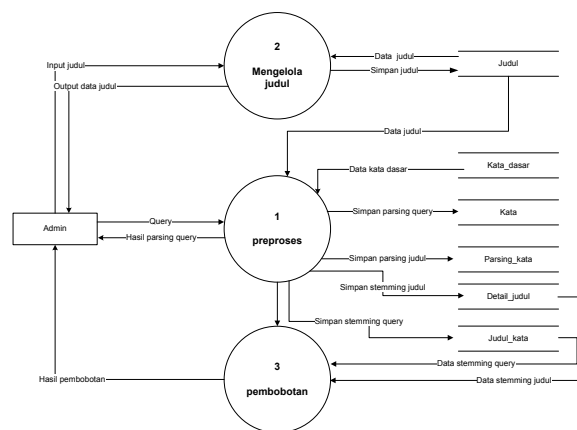 2
Mengelola
judul
Input judul
Output data judul
Data judul
Simpan judul
Judul
Data judul
Data kata dasar
Kata_dasar
1
preproses
Admin
Query
Hasil parsing query
Simpan parsing query
Kata
Simpan parsing judul
Parsing_kata
Simpan stemming judul
Detail_judul
Simpan stemming query
Judul_kata
3
pembobotan
Data stemming query
Data stemming judul
Hasil pembobotan